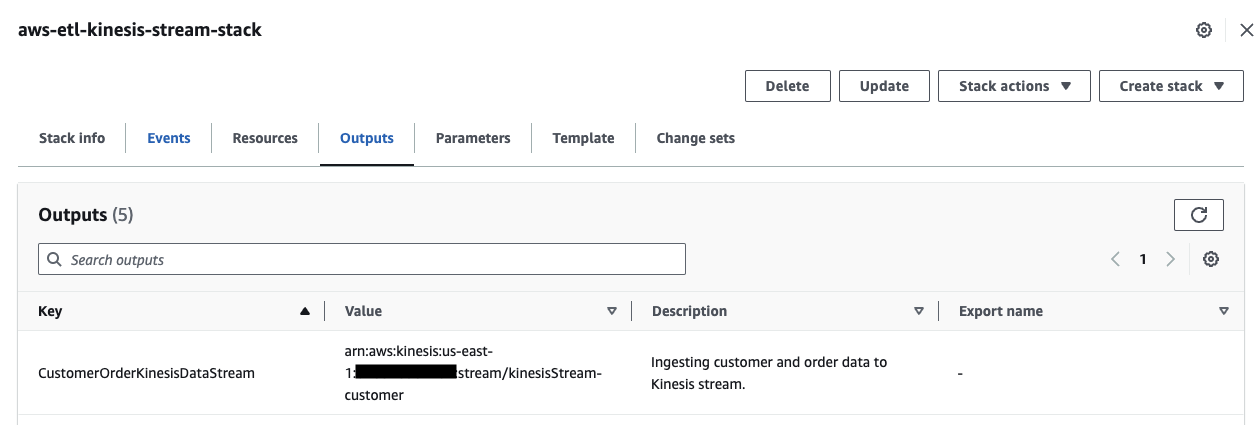 aws-etl-kinesis-stream-stack
Delete Update Stack actions Create stack
Stack info Events Resources Outputs Parameters Template Change sets
Outputs (5)
Search outputs
1
Key Value Description Export name
CustomerOrderKinesisDataStream
arn:aws:kinesis:us-east-
1: :stream/kinesisStream-
customer
Ingesting customer and order data to
Kinesis stream.
-